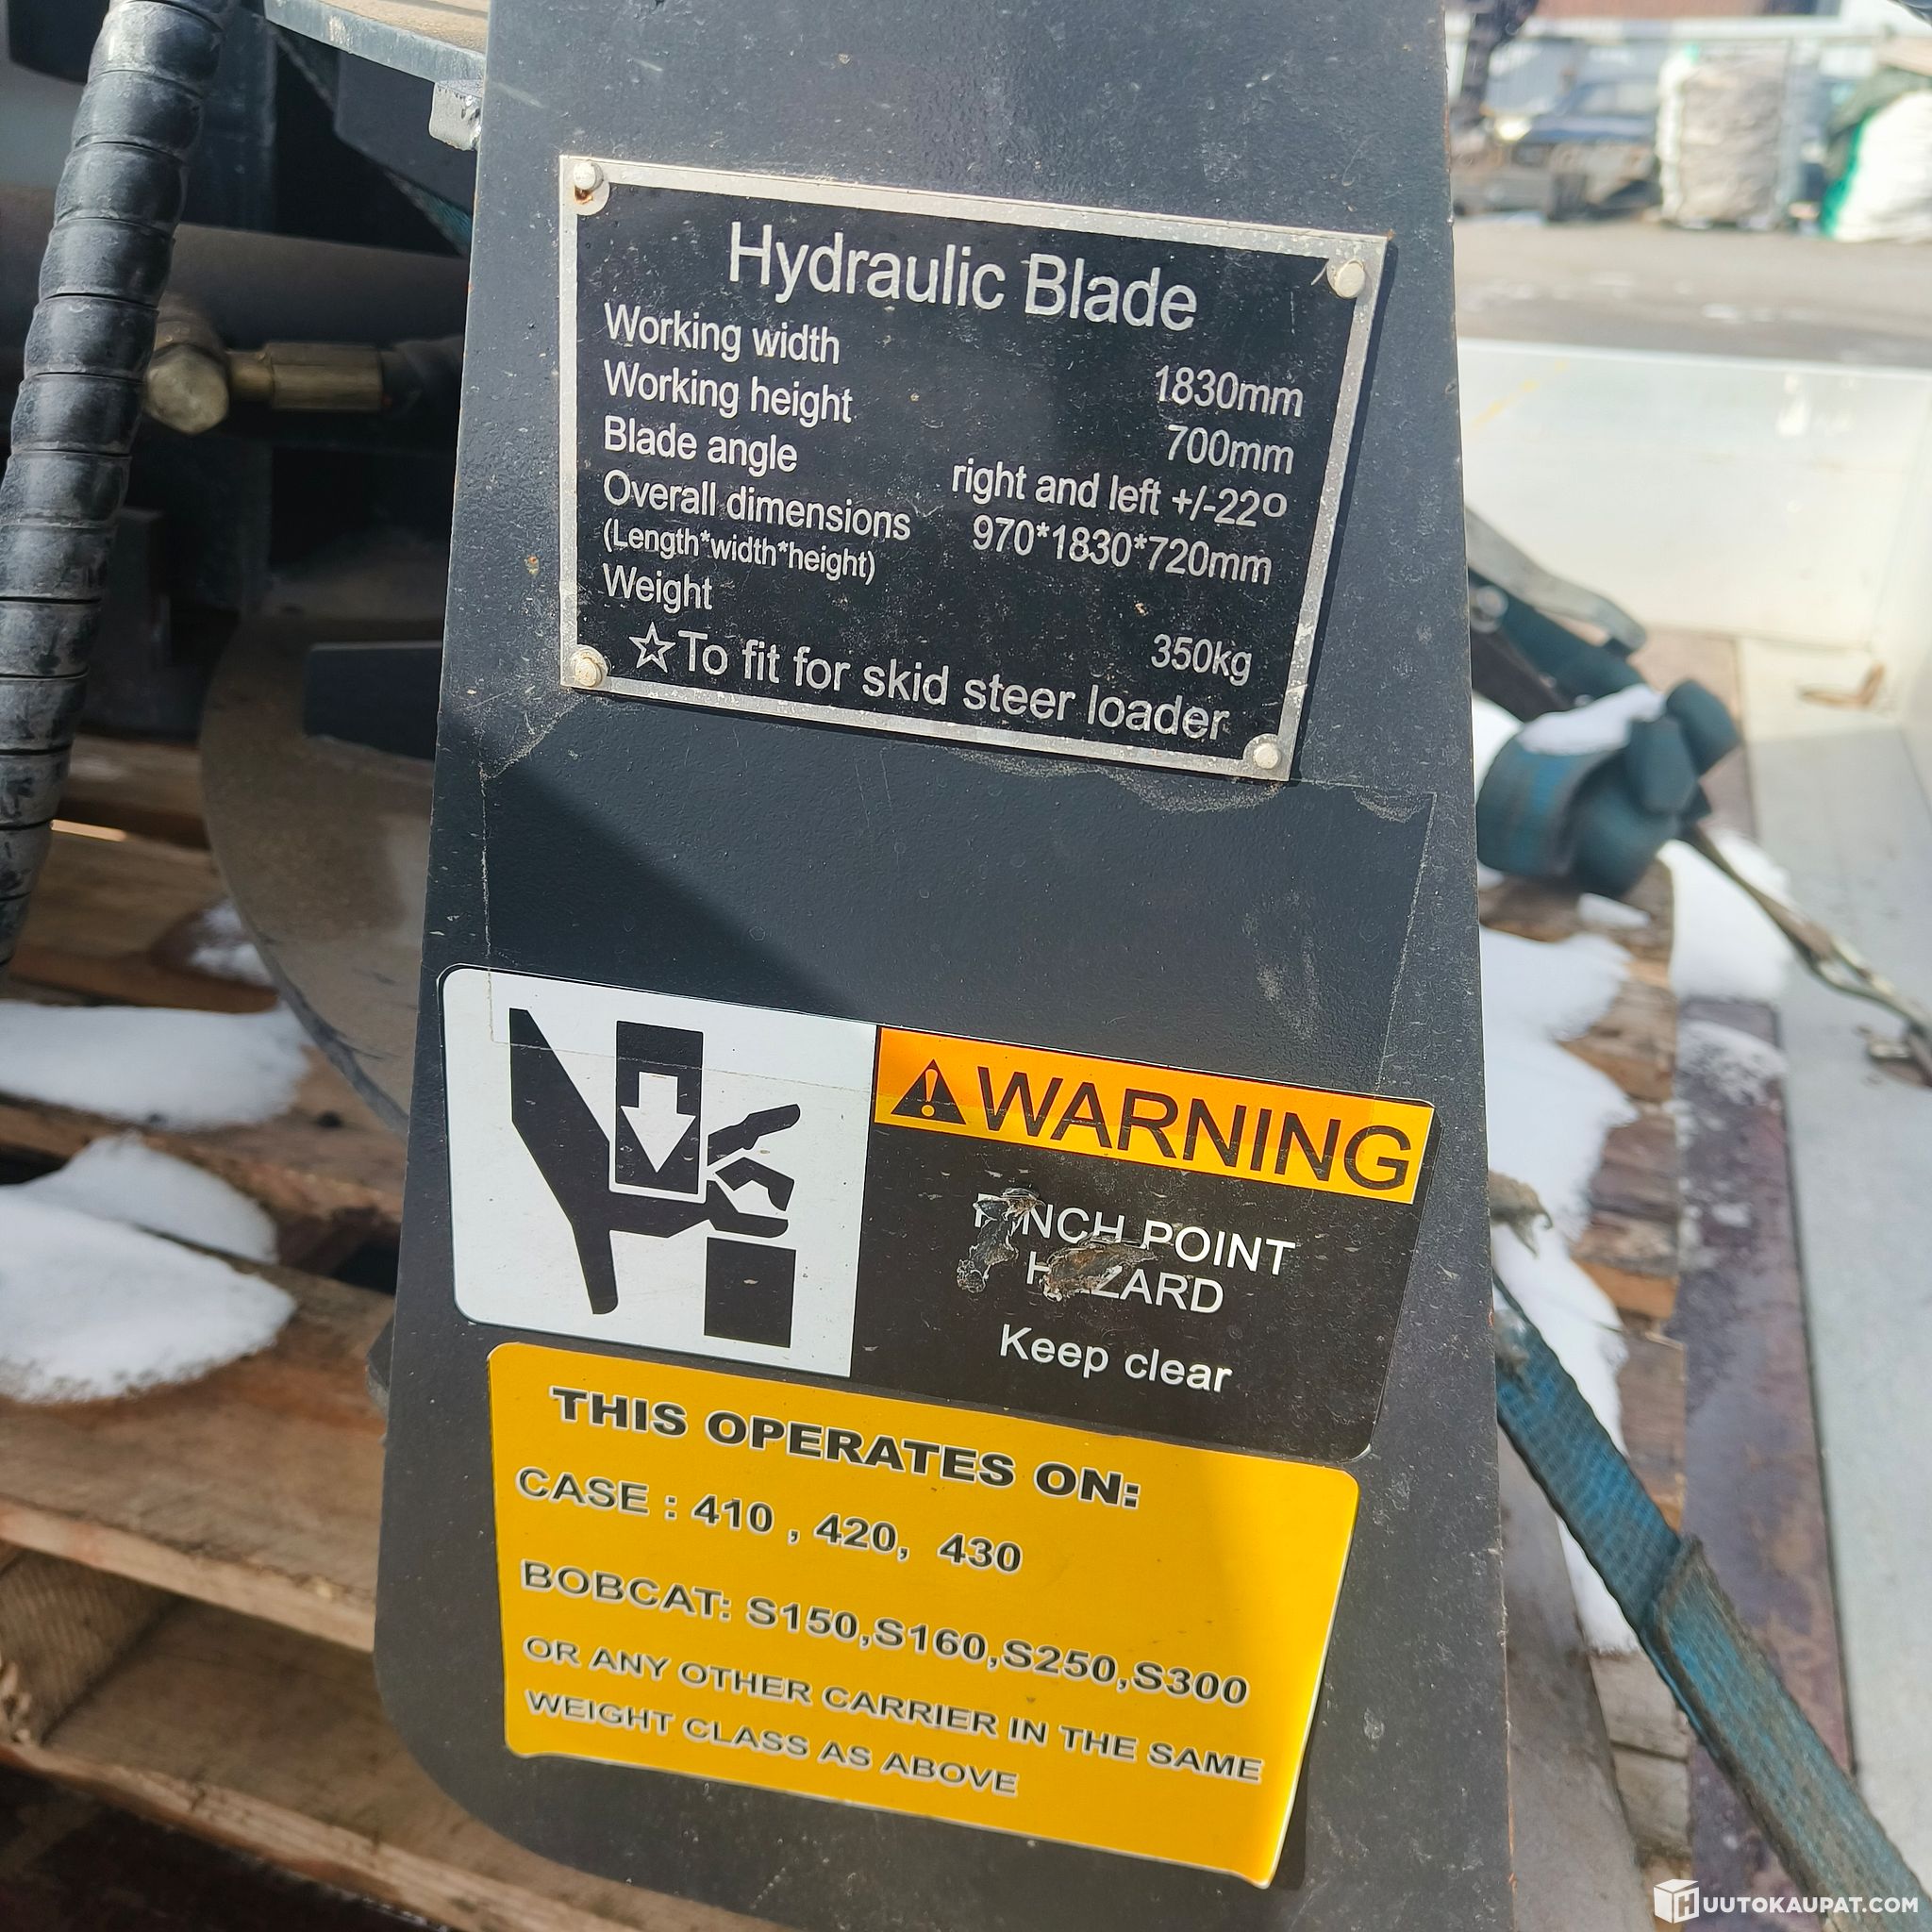 Hydraulic Blade
Working width 1830mm
Working height 700mm
Blade angle right and left +/-22º
Overall dimensions 970*1830*720mm
(Length*width*height)
Weight 350kg
☆To fit for skid steer loader
WARNING
PINCH POINT
HAZARD
Keep clear
THIS OPERATES ON:
CASE : 410 , 420, 430
BOBCAT: S150,S160,S250,S300
OR ANY OTHER CARRIER IN THE SAME
WEIGHT CLASS AS ABOVE
HUUTOKAUPAT.COM